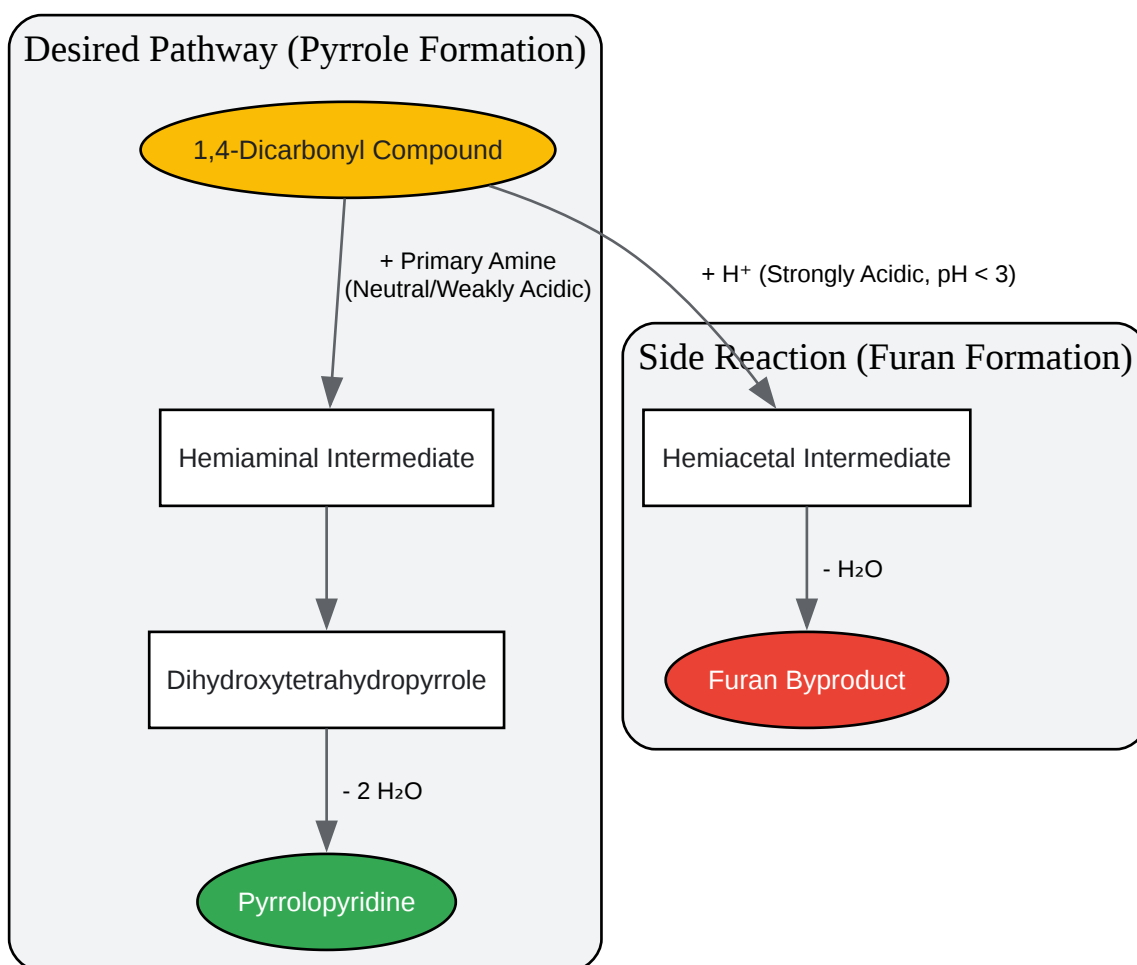 Desired Pathway (Pyrrole Formation)
1,4-Dicarbonyl Compound
+ Primary Amine
(Neutral/Weakly Acidic)
+ H⁺ (Strongly Acidic, pH < 3)
Side Reaction (Furan Formation)
Hemiaminal Intermediate
Hemiacetal Intermediate
- H₂O
Dihydroxytetrahydropyrrole
Furan Byproduct
- 2 H₂O
Pyrrolopyridine